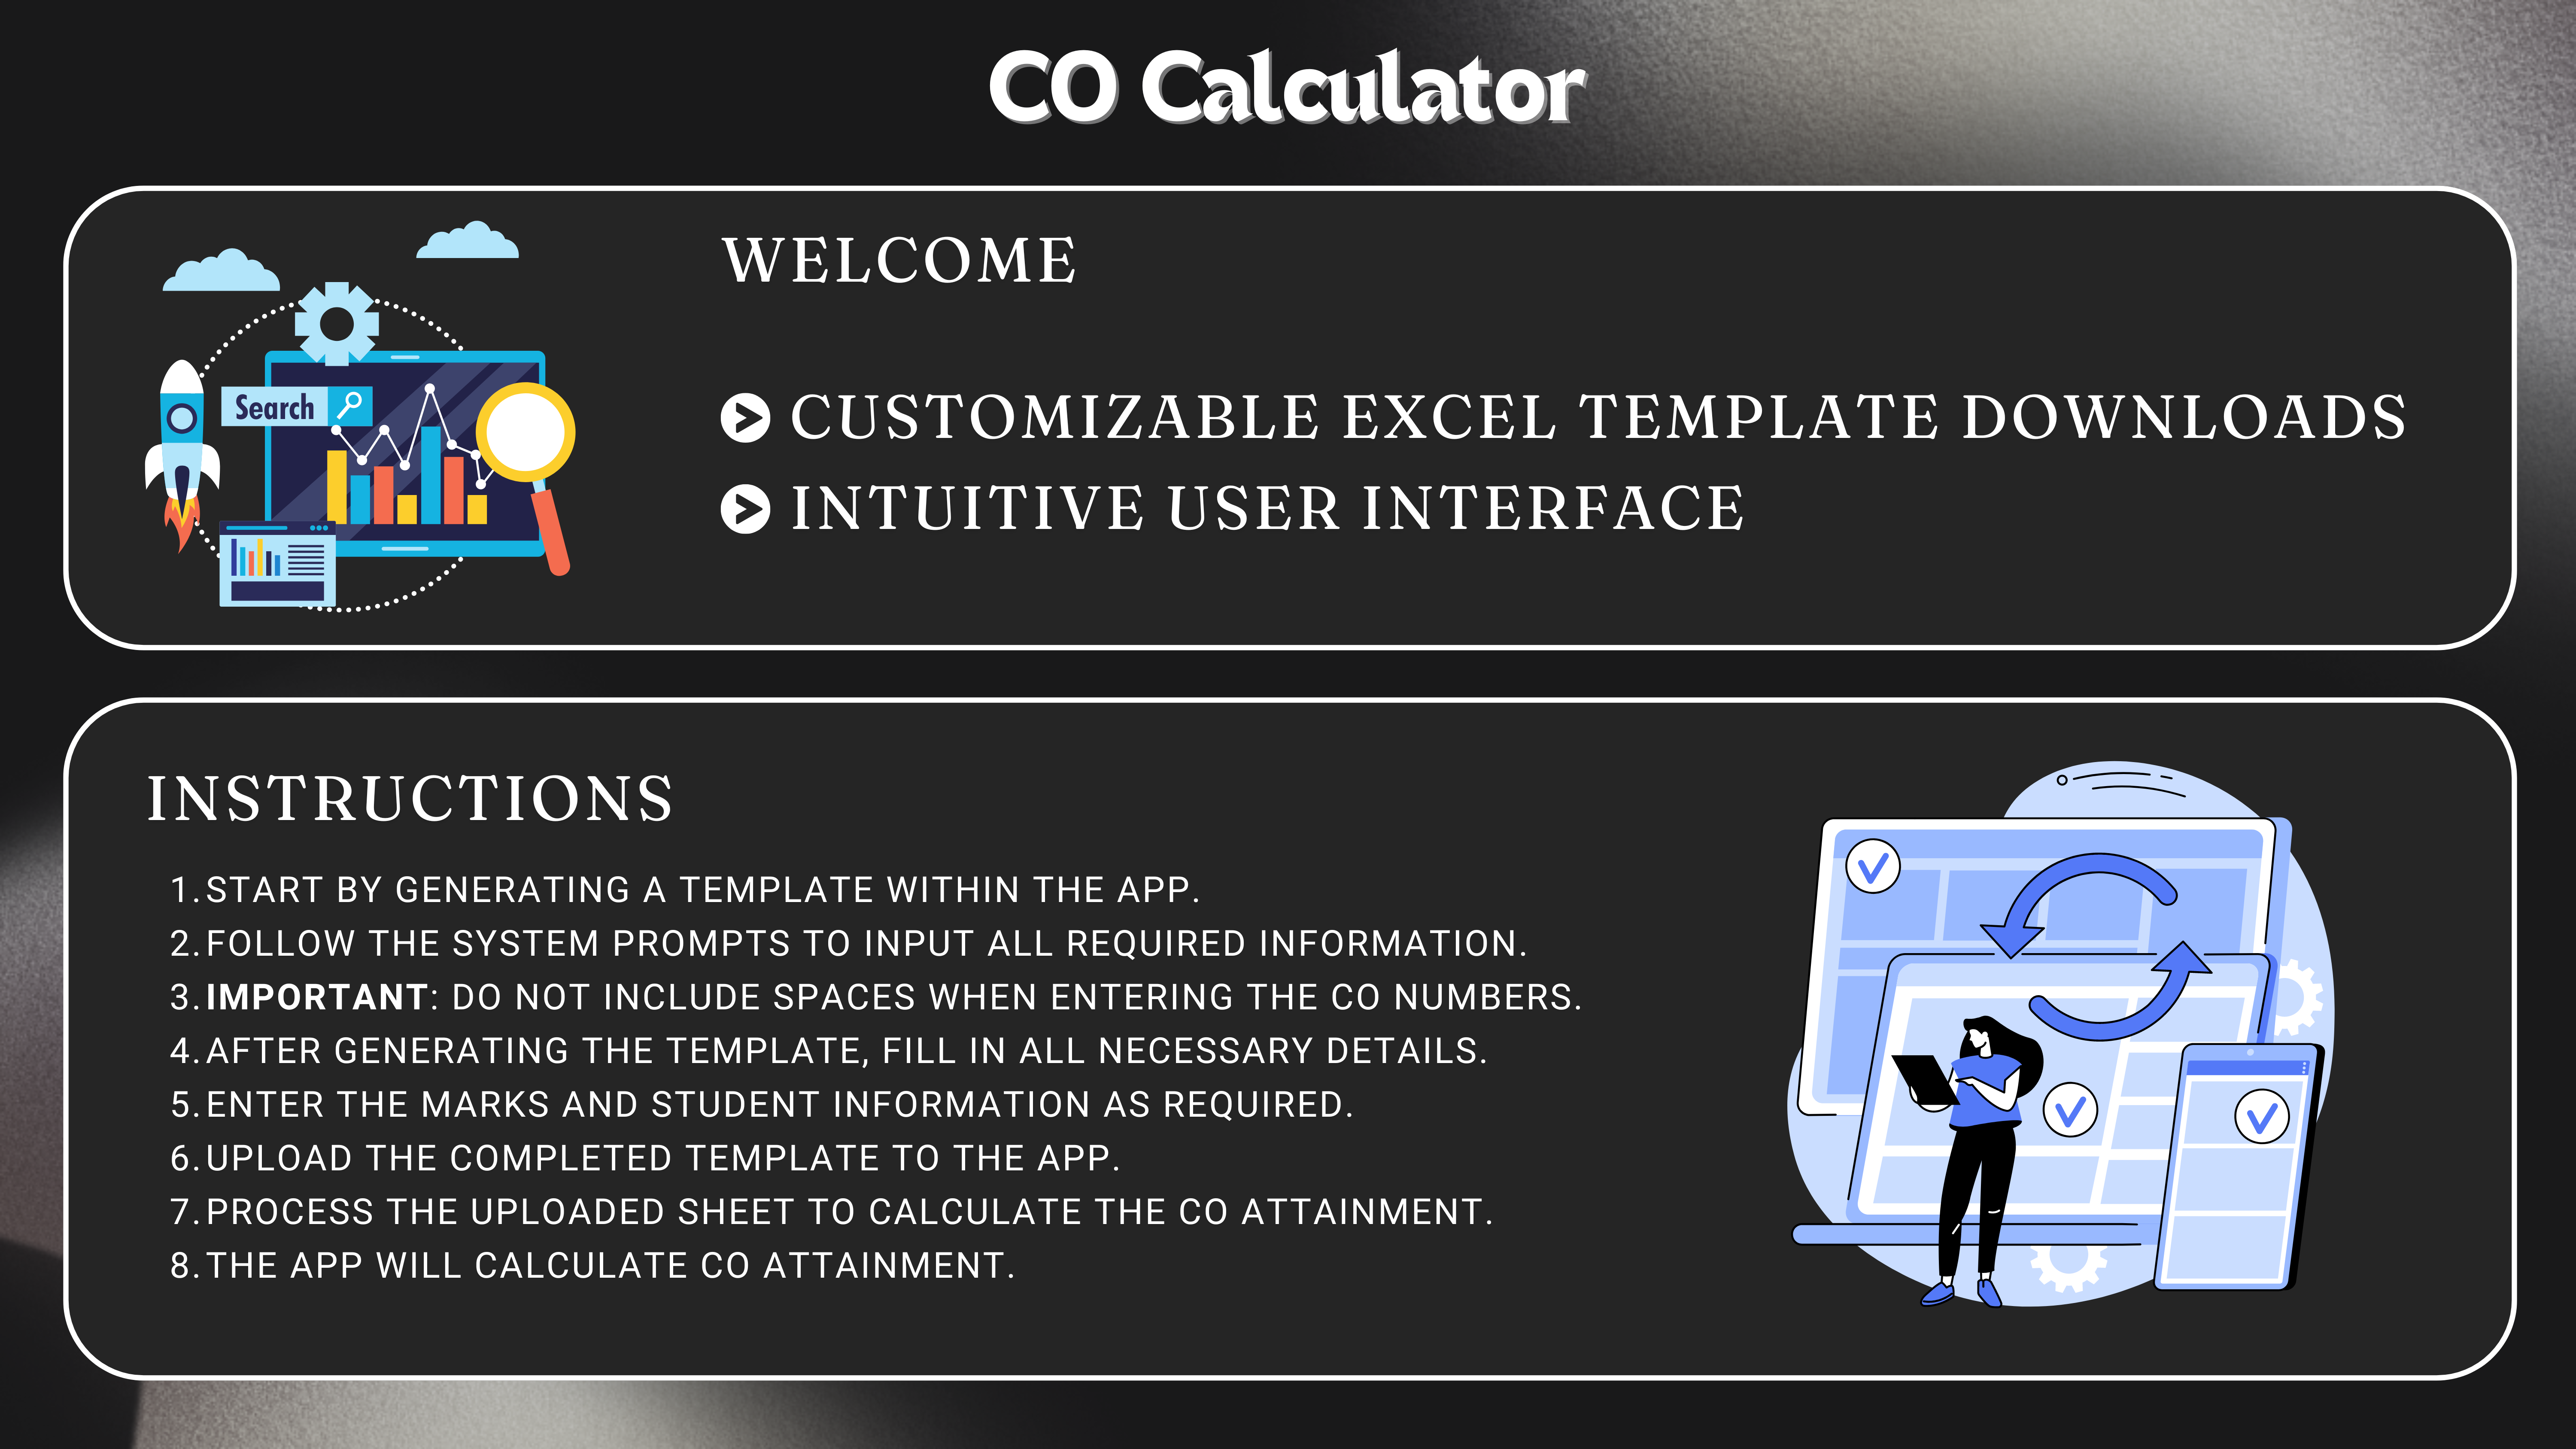 CO Calculator
WELCOME
CUSTOMIZABLE EXCEL TEMPLATE DOWNLOADS
INTUITIVE USER INTERFACE
Search
INSTRUCTIONS
1. START BY GENERATING A TEMPLATE WITHIN THE APP.
2. FOLLOW THE SYSTEM PROMPTS TO INPUT ALL REQUIRED INFORMATION.
3. IMPORTANT: DO NOT INCLUDE SPACES WHEN ENTERING THE CO NUMBERS.
4. AFTER GENERATING THE TEMPLATE, FILL IN ALL NECESSARY DETAILS.
5. ENTER THE MARKS AND STUDENT INFORMATION AS REQUIRED.
6. UPLOAD THE COMPLETED TEMPLATE TO THE APP.
7. PROCESS THE UPLOADED SHEET TO CALCULATE THE CO ATTAINMENT.
8. THE APP WILL CALCULATE CO ATTAINMENT.